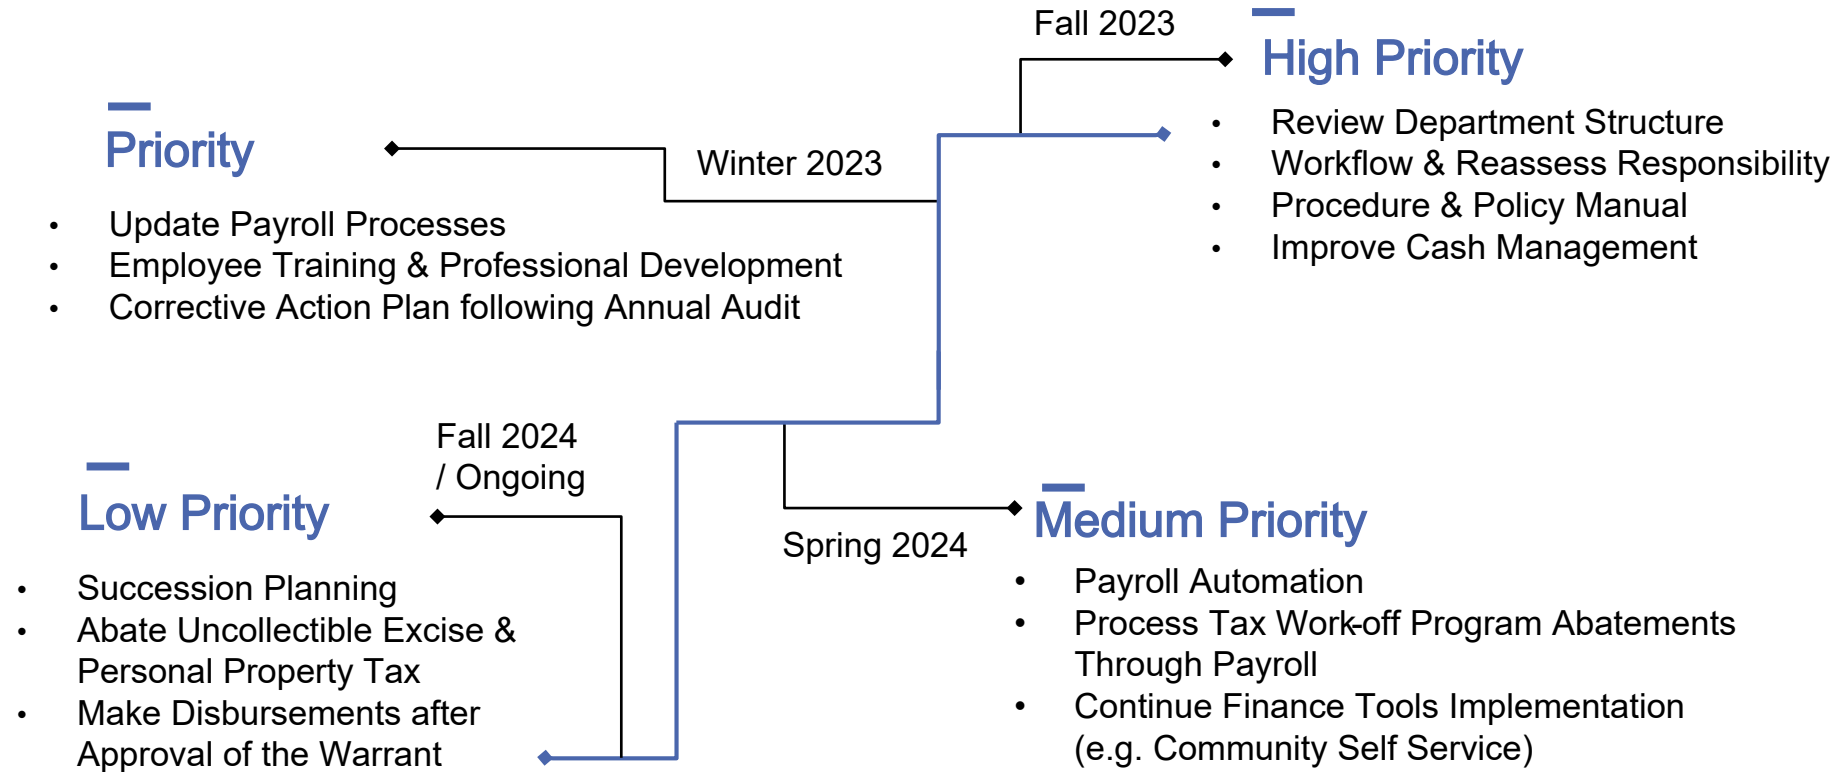 Fall 2023
High Priority
• Review Department Structure
• Workflow & Reassess Responsibility
• Procedure & Policy Manual
• Improve Cash Management
Priority
Winter 2023
• Update Payroll Processes
• Employee Training & Professional Development
• Corrective Action Plan following Annual Audit
Fall 2024
/ Ongoing
Low Priority
• Succession Planning
• Abate Uncollectible Excise &
Personal Property Tax
• Make Disbursements after
Approval of the Warrant
Spring 2024
Medium Priority
• Payroll Automation
• Process Tax Work-off Program Abatements
Through Payroll
• Continue Finance Tools Implementation
(e.g. Community Self Service)